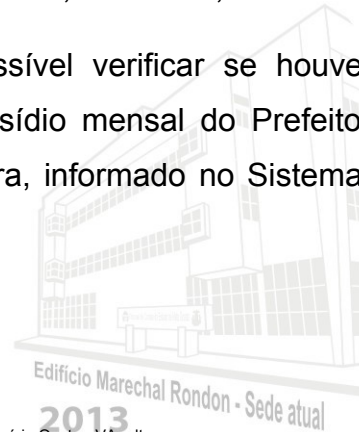 ssível verificar se houve
sídio mensal do Prefeito
ra, informado no Sistema
Edifício Marechal Rondon - Sede atual
2013